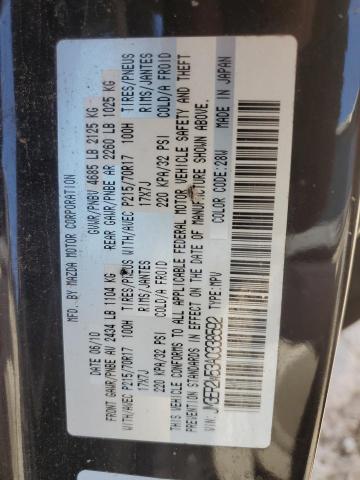 MFD BY MAZDA MOTOR CORPORATION
DATE: 06/10 GVWR/PNBV 4685 LB 2125 KG
FRONT GAWR/PNBE AV 2434 LB 1104 KG REAR GAWR/PNBE AR 2260 LB 1025 KG
WITH/AVEC P215/70R17 100H TIRES/PNEUS WITH/AVEC P215/70R17 100H TIRES/PNEUS
17X7J RIMS/JANTES 17X7J RIMS/JANTES
220 KPA/32 PSI COLD/A FROID 220 KPA/32 PSI COLD/A FROID
THIS VEHICLE CONFORMS TO ALL APPLICABLE FEDERAL MOTOR VEHICLE SAFETY AND THEFT
PREVENTION STANDARDS IN EFFECT ON THE DATE OF MANUFACTURE SHOWN ABOVE.
TYPE:MPV COLOR CODE:28W MADE IN JAPAN